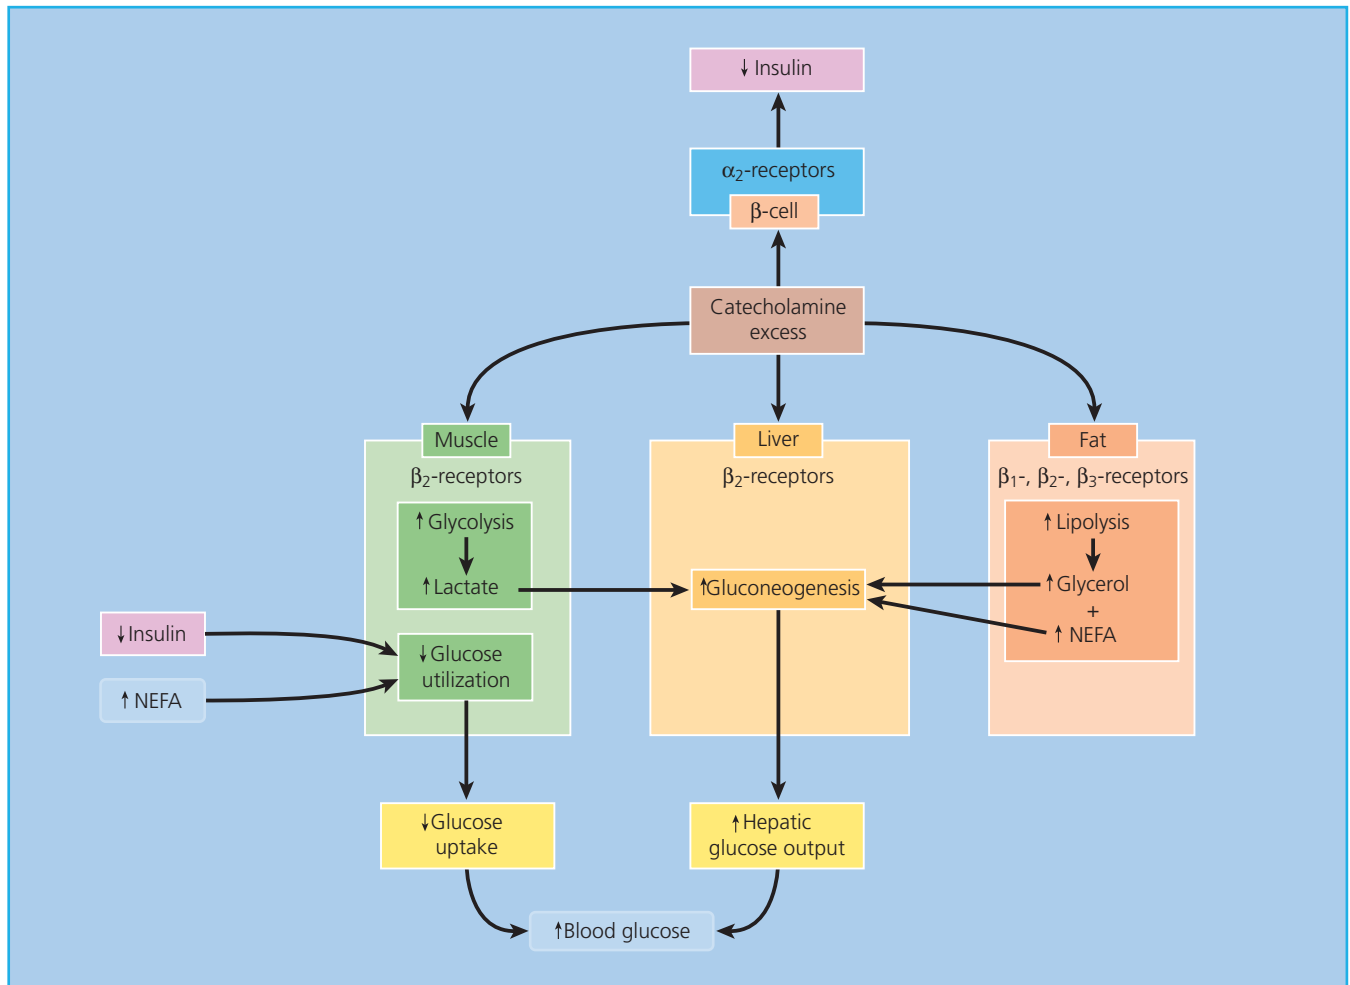 ↓ Insulin
α₂-receptors
β-cell
Catecholamine
excess
Muscle
β₂-receptors
↑Glycolysis
↑Lactate
↓Insulin
↑ NEFA
↓Glucose
utilization
↓Glucose
uptake
Liver
β₂-receptors
↑Gluconeogenesis
↑Hepatic
glucose output
Fat
β₁-, β₂-, β₃-receptors
↑Lipolysis
↑Glycerol
+
↑ NEFA
↑Blood glucose